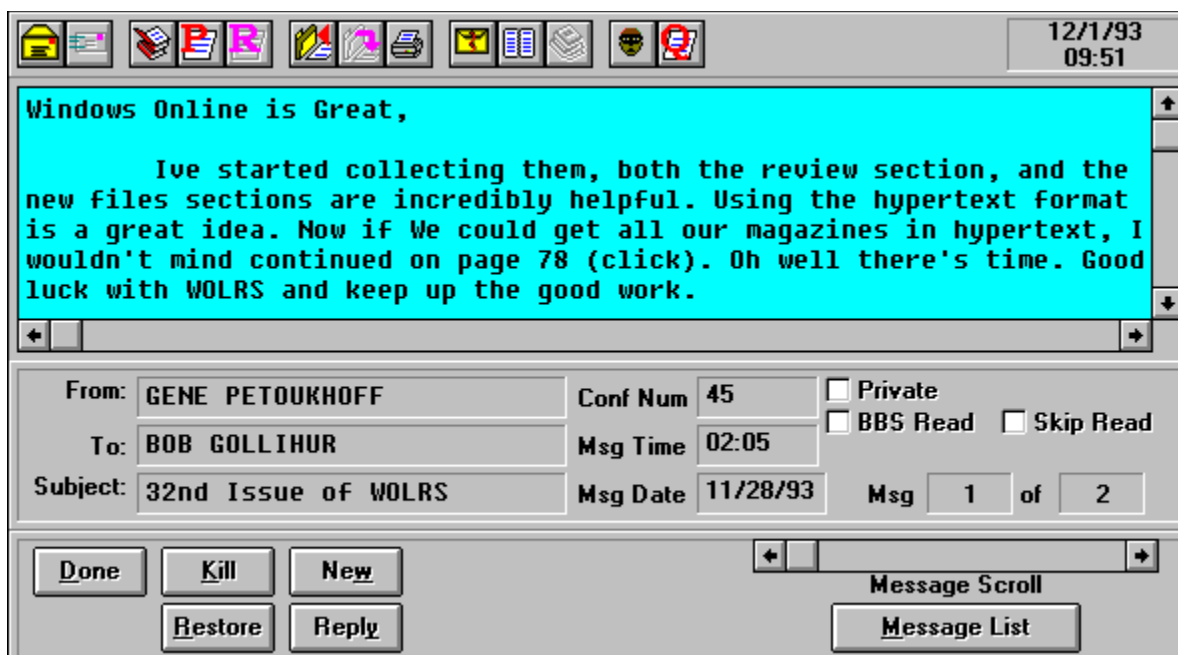 P R Q
12/1/93
09:51
Windows Online is Great,
Ive started collecting them, both the review section, and the
new files sections are incredibly helpful. Using the hypertext format
is a great idea. Now if We could get all our magazines in hypertext, I
wouldn't mind continued on page 78 (click). Oh well there's time. Good
luck with WOLRS and keep up the good work.
From: GENE PETOUKHOFF Conf Num 45 Private
BBS Read Skip Read
To: BOB GOLLIHUR Msg Time 02:05
Subject: 32nd Issue of WOLRS Msg Date 11/28/93 Msg 1 of 2
Done Kill New
Message Scroll
Restore Reply Message List